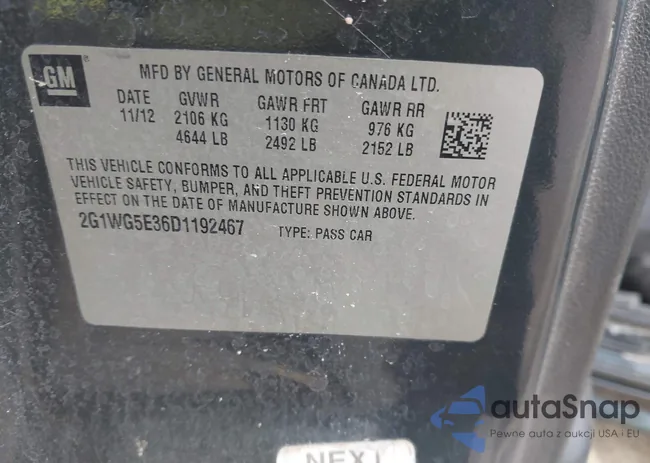 GM
MFD BY GENERAL MOTORS OF CANADA LTD.
DATE GVWR GAWR FRT GAWR RR
11/12 2106 KG 1130 KG 976 KG
4644 LB 2492 LB 2152 LB
THIS VEHICLE CONFORMS TO ALL APPLICABLE U.S. FEDERAL MOTOR
VEHICLE SAFETY, BUMPER, AND THEFT PREVENTION STANDARDS IN
EFFECT ON THE DATE OF MANUFACTURE SHOWN ABOVE.
2G1WG5E36D1192467 TYPE: PASS CAR
autaSnap
Pewne auta z aukcji USA i EU
NEXT